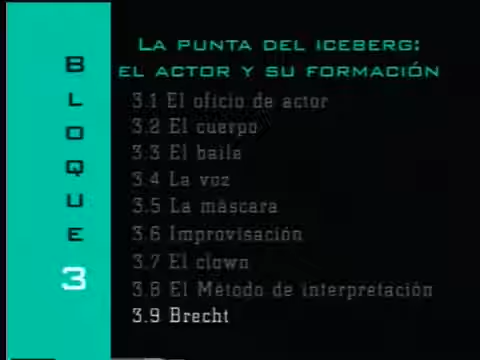 BLOQUE 3
LA PUNTA DEL ICEBERG:
EL ACTOR Y SU FORMACIÓN
3.1 El oficio de actor
3.2 El cuerpo
3.3 El baile
3.4 La voz
3.5 La máscara
3.6 Improvisación
3.7 El clown
3.8 El Método de interpretación
3.9 Brecht